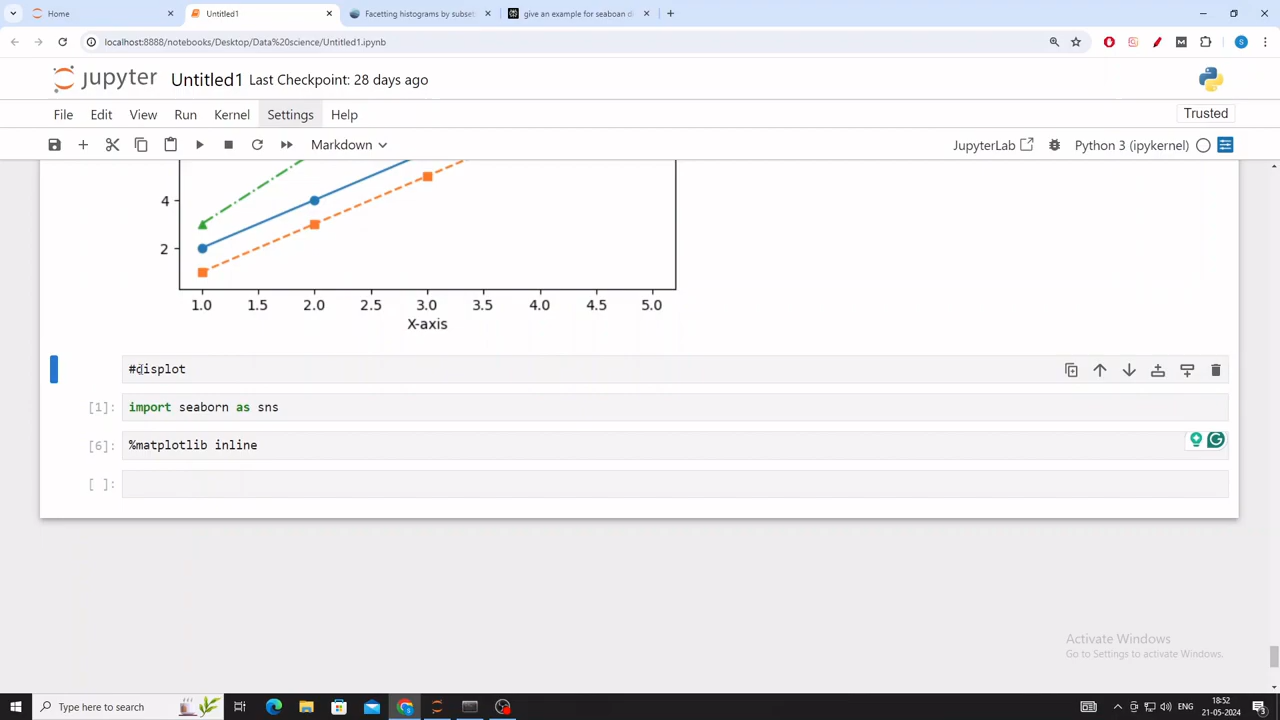 Home
Untitled1
Facetting histograms by subset
give an example for seaboan di
localhost:8888/notebooks/Desktop/Data%20science/Untitled1.ipynb
jupyter Untitled1 Last Checkpoint: 28 days ago
File Edit View Run Kernel Settings Help
Trusted
Markdown
JupyterLab
Python 3 (ipykernel)
4
2
1.0 1.5 2.0 2.5 3.0 3.5 4.0 4.5 5.0
X-axis
#displot
[1]: import seaborn as sns
[6]: %matplotlib inline
[ ]:
Activate Windows
Go to Settings to activate Windows.
Type here to search
ENG
18:52
21-05-2024